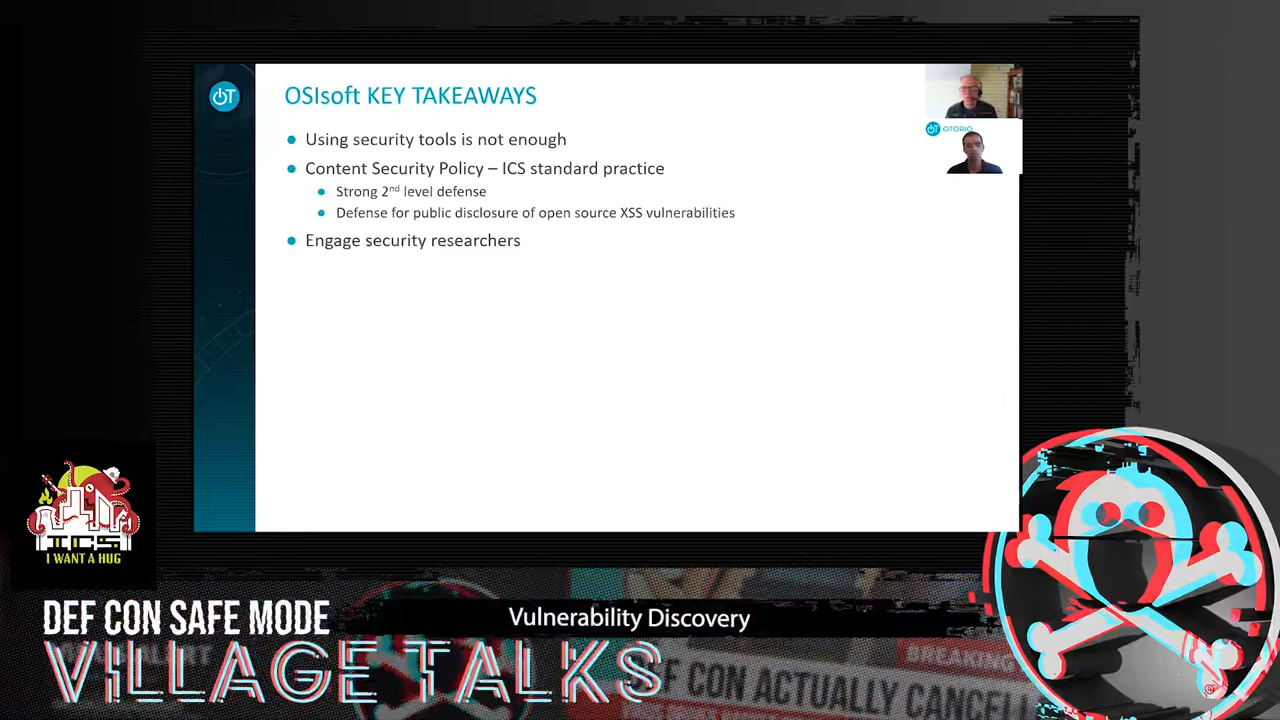 OSIsoft KEY TAKEAWAYS
OTORIO
Using security tools is not enough
Content Security Policy – ICS standard practice
Strong 2nd level defense
Defense for public disclosure of open source XSS vulnerabilities
Engage security researchers
ICS
I WANT A HUG
DEF CON SAFE MODE
Vulnerability Discovery
VILLAGE TALKS
BREAKING
DEF CON ACTUALLY CANCEL